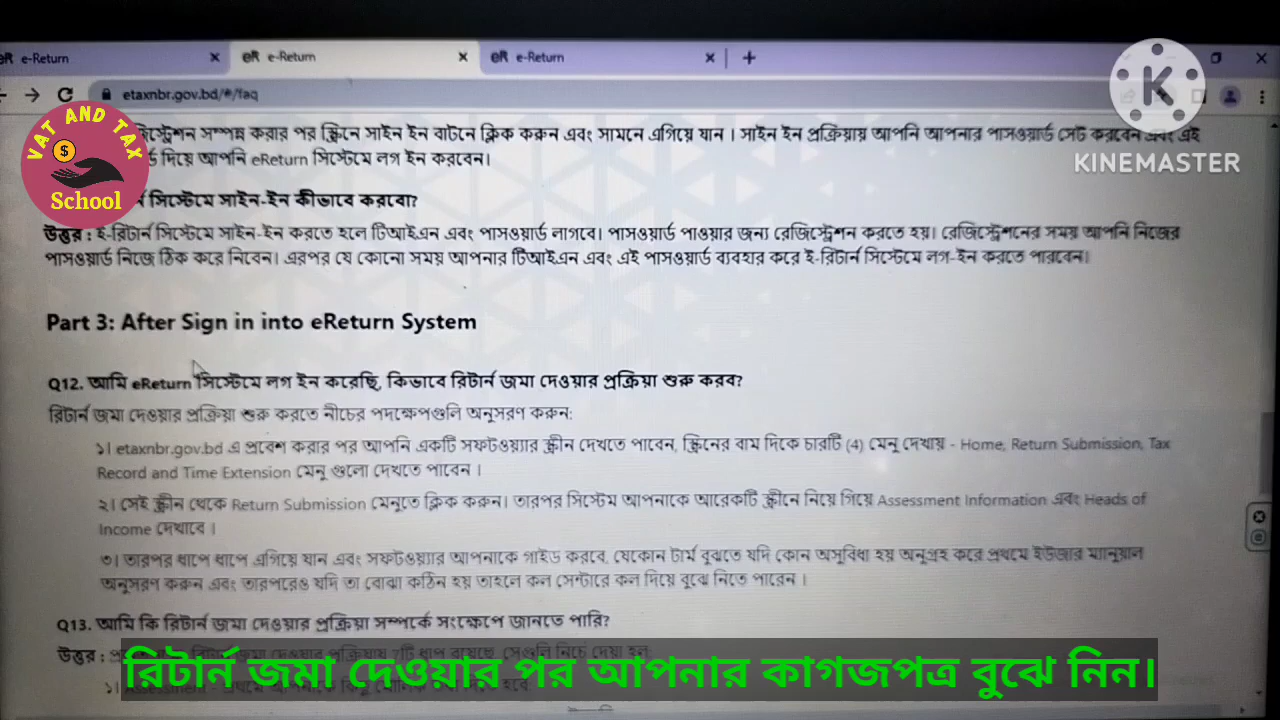 eR e-Return
eR e-Return
eR e-Return
etaxnbr.gov.bd/#/faq
VAT AND TAX
School
KINEMASTER
সম্পন্ন করার পর স্ক্রিনে সাইন ইন বাটনে ক্লিক করুন এবং সামনে এগিয়ে যান। সাইন ইন প্রক্রিয়ায় আপনি আপনার পাসওয়ার্ড সেট করবেন এবং এই
দিয়ে আপনি eReturn সিস্টেমে লগ ইন করবেন।
সিস্টেমে সাইন-ইন কীভাবে করবো?
উত্তর : ই-রিটার্ন সিস্টেমে সাইন-ইন করতে হলে টিআইএন এবং পাসওয়ার্ড লাগবে। পাসওয়ার্ড পাওয়ার জন্য রেজিস্ট্রেশন করতে হয়। রেজিস্ট্রেশনের সময় আপনি নিজের
পাসওয়ার্ড নিজে ঠিক করে নিবেন। এরপর যে কোনো সময় আপনার টিআইএন এবং এই পাসওয়ার্ড ব্যবহার করে ই-রিটার্ন সিস্টেমে লগ-ইন করতে পারবেন।
Part 3: After Sign in into eReturn System
Q12. আমি eReturn সিস্টেমে লগ ইন করেছি, কিভাবে রিটার্ন জমা দেওয়ার প্রক্রিয়া শুরু করব?
রিটার্ন জমা দেওয়ার প্রক্রিয়া শুরু করতে নীচের পদক্ষেপগুলি অনুসরণ করুন:
১। etaxnbr.gov.bd এ প্রবেশ করার পর আপনি একটি সফটওয়্যার স্ক্রীন দেখতে পাবেন, স্ক্রিনের বাম দিকে চারটি (4) মেনু দেখায় - Home, Return Submission, Tax
Record and Time Extension মেনু গুলো দেখতে পাবেন ।
২। সেই স্ক্রীন থেকে Return Submission মেনুতে ক্লিক করুন। তারপর সিস্টেম আপনাকে আরেকটি স্ক্রীনে নিয়ে গিয়ে Assessment Information এবং Heads of
Income দেখাবে ।
৩। তারপর ধাপে ধাপে এগিয়ে যান এবং সফটওয়্যার আপনাকে গাইড করবে, যেকোন টার্ম বুঝতে যদি কোন অসুবিধা হয় অনুগ্রহ করে প্রথমে ইউজার ম্যানুয়াল
অনুসরণ করুন এবং তারপরেও যদি তা বোঝা কঠিন হয় তাহলে কল সেন্টারে কল দিয়ে বুঝে নিতে পারেন ।
Q13. আমি কি রিটার্ন জমা দেওয়ার প্রক্রিয়া সম্পর্কে সংক্ষেপে জানতে পারি?
উত্তর :
রিটার্ন জমা দেওয়ার পর আপনার কাগজপত্র বুঝে নিন।